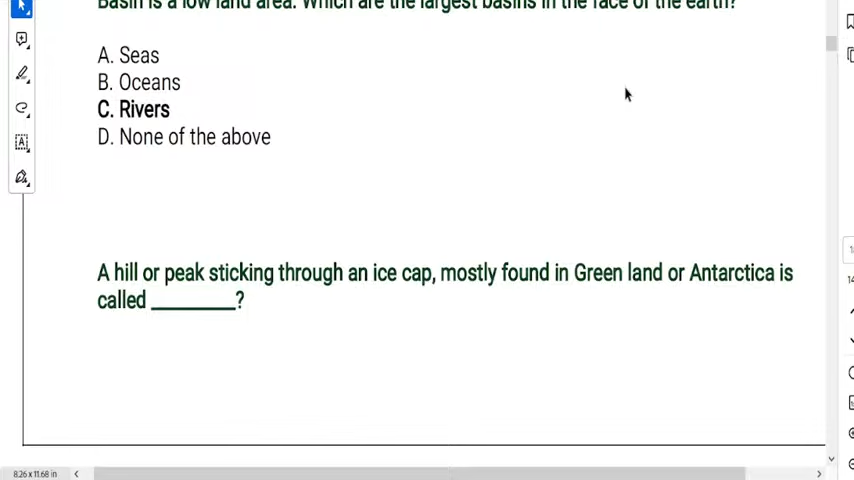 Basin is a low land area. Which are the largest basins in the face of the earth?
A. Seas
B. Oceans
C. Rivers
D. None of the above
A hill or peak sticking through an ice cap, mostly found in Green land or Antarctica is
called ________?
8.26 x 11.68 in